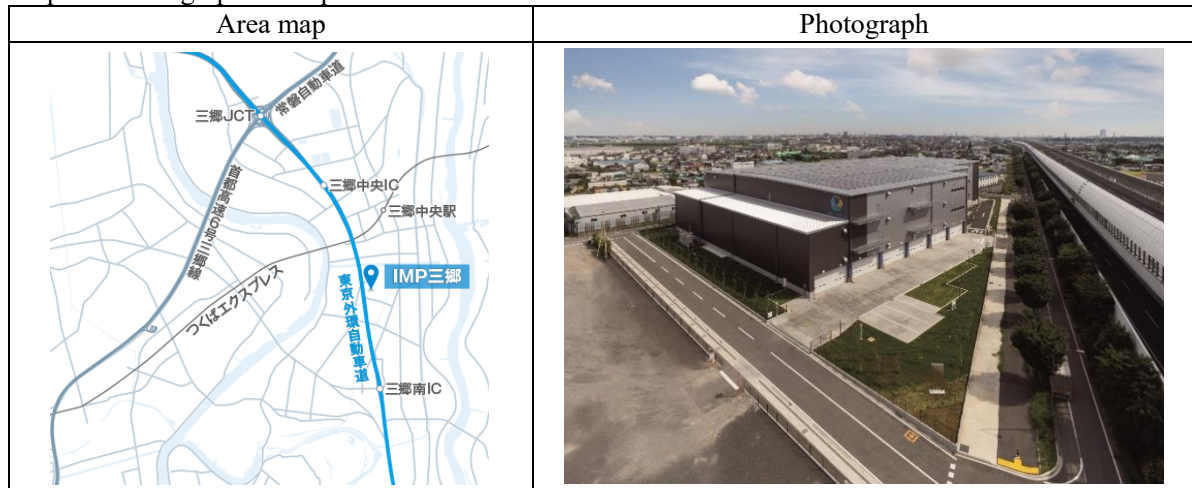 Area map
Photograph
三郷JCT
常磐自動車道
三郷中央IC
三郷中央駅
首都高速6号三郷線
IMP三郷
つくばエクスプレス
東京外環自動車道
三郷南IC